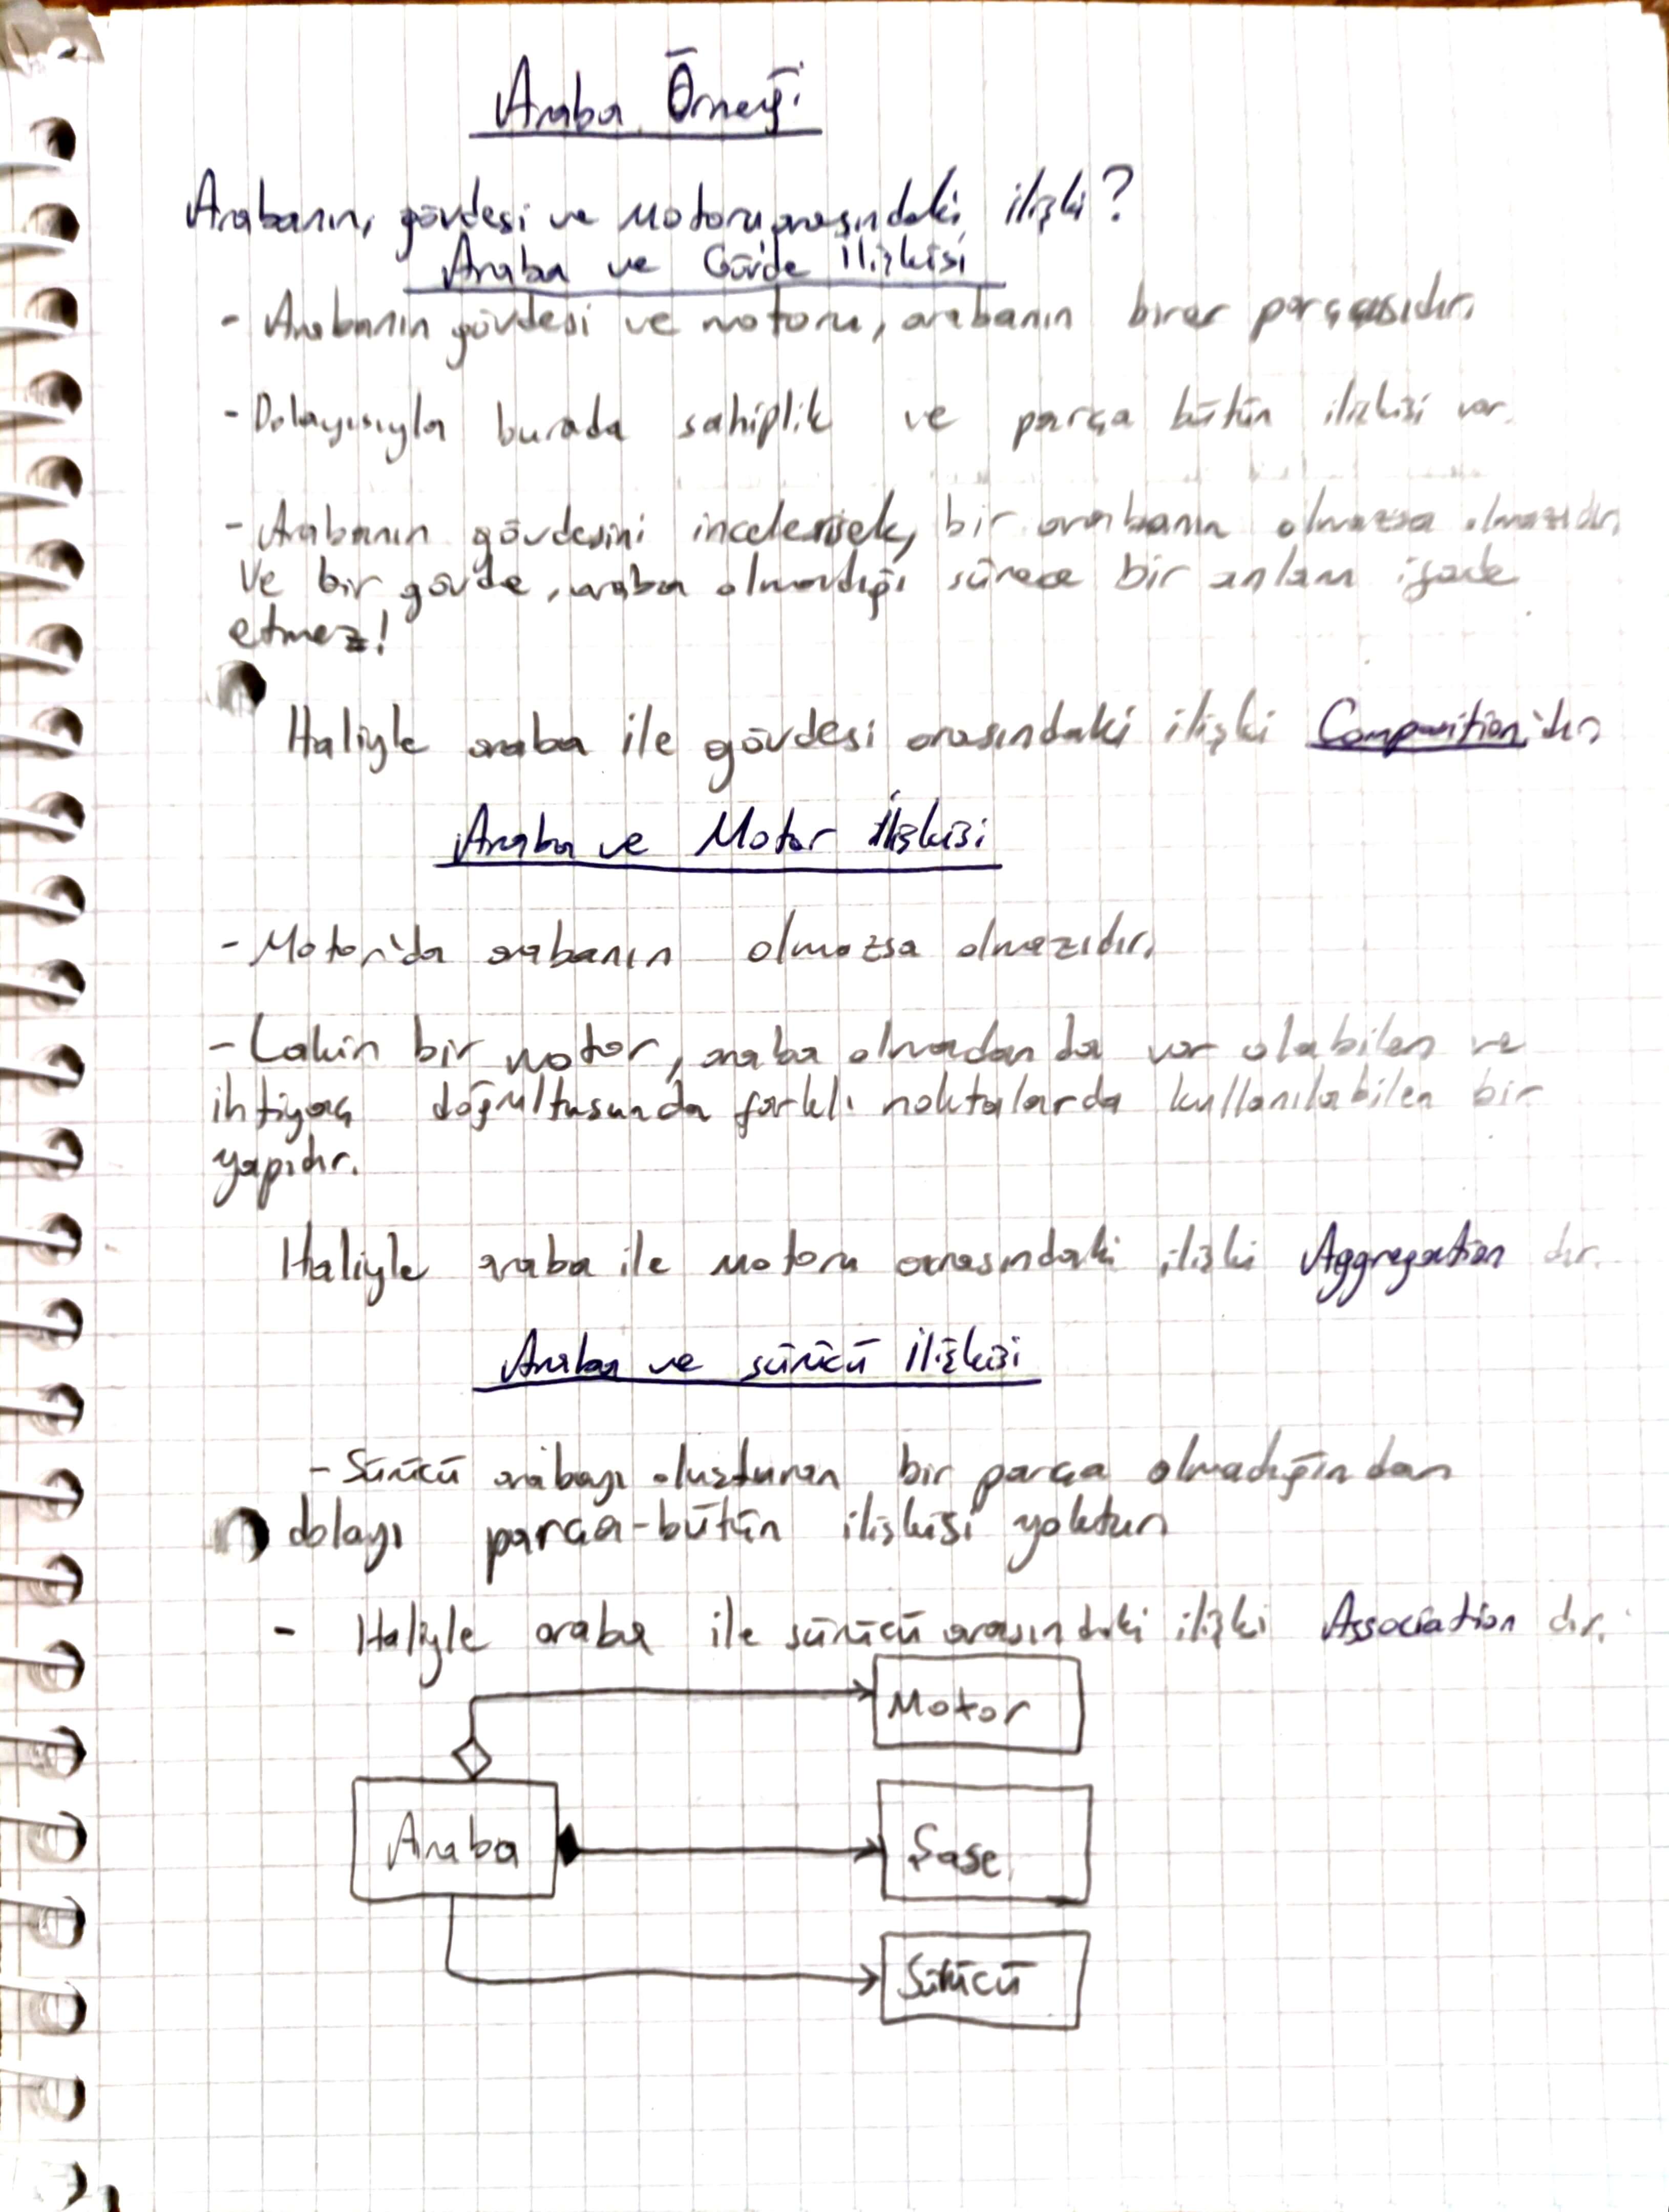 Araba Örneği
Arabanın, gövdesi ve motoru arasındaki ilişki?
Araba ve Gövde İlişkisi
- Arabanın gövdesi ve motoru, arabanın birer parçasıdır.
- Dolayısıyla burada sahiplik ve parça bütün ilişkisi var.
- Arabanın gövdesini incelersek, bir arabanın olmazsa olmazıdır.
Ve bir gövde, araba olmadığı sürece bir anlam ifade
etmez!
Haliyle araba ile gövdesi arasındaki ilişki Composition'dır
Araba ve Motor İlişkisi
- Motor'da arabanın olmazsa olmazıdır.
- Lakin bir motor, araba olmadan da var olabilen ve
ihtiyaç doğrultusunda farklı noktalarda kullanılabilen bir
yapıdır.
Haliyle araba ile motoru arasındaki ilişki Aggregation dır.
Araba ve sürücü İlişkisi
- Sürücü arabayı oluşturan bir parça olmadığından
dolayı parça-bütün ilişkisi yoktur
- Haliyle araba ile sürücü arasındaki ilişki Association dır.
Motor
Araba
Şase
Sürücü